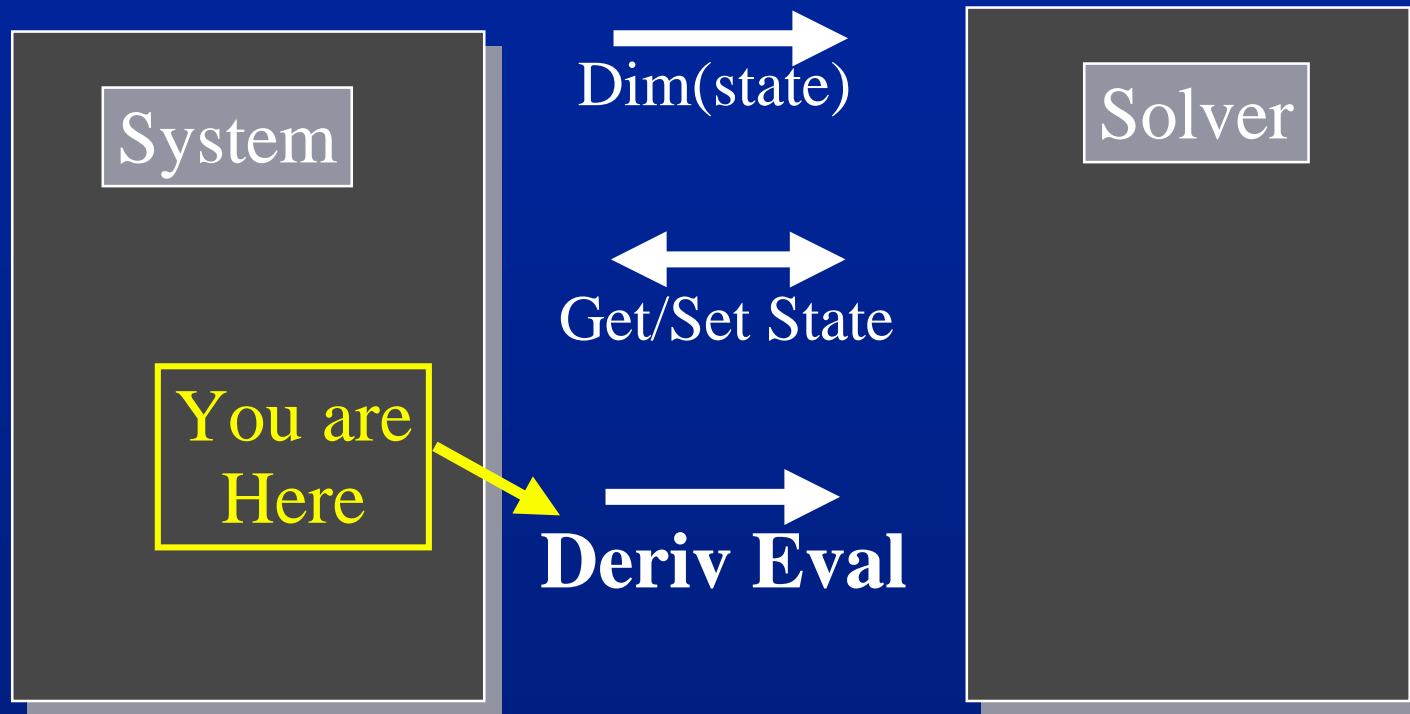 System
Dim(state)
Solver
Get/Set State
You are
Here
Deriv Eval